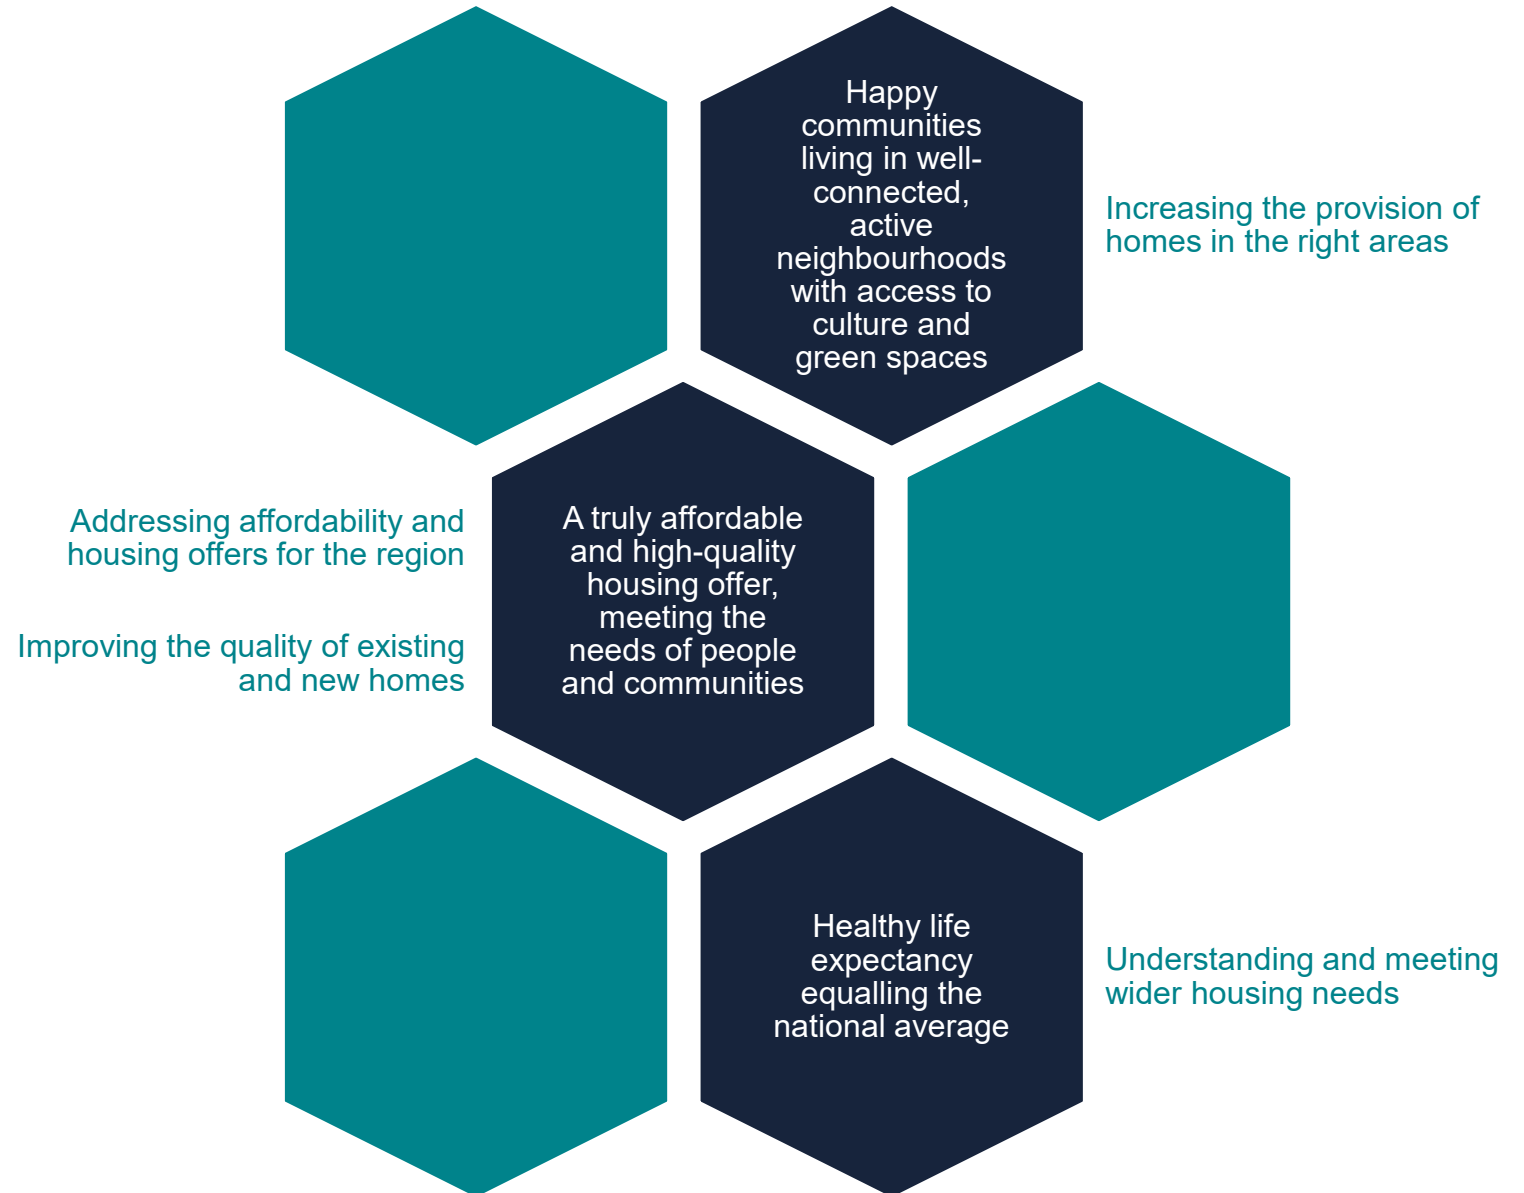 Happy
communities
living in well-
connected,
active
neighbourhoods
with access to
culture and
green spaces
Increasing the provision of
homes in the right areas
Addressing affordability and
housing offers for the region
Improving the quality of existing
and new homes
A truly affordable
and high-quality
housing offer,
meeting the
needs of people
and communities
Healthy life
expectancy
equalling the
national average
Understanding and meeting
wider housing needs